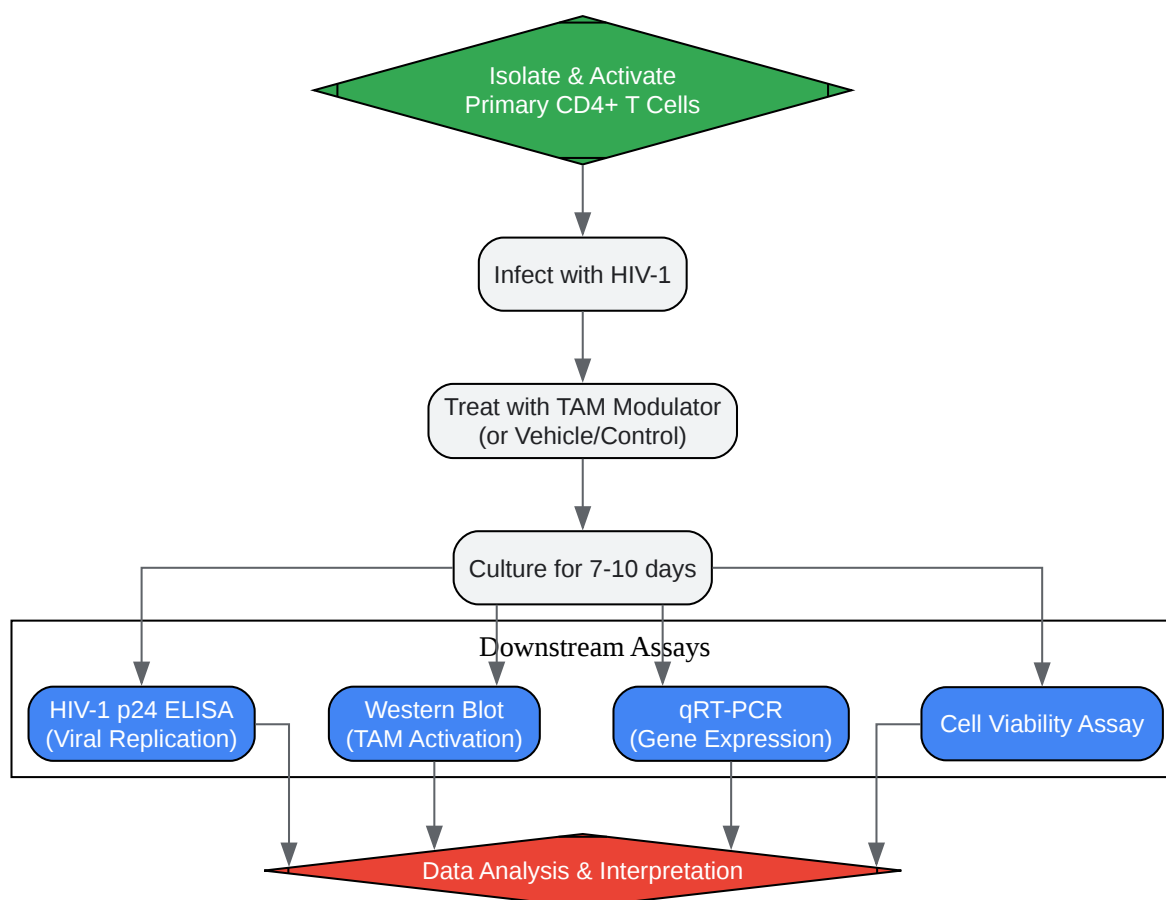 Isolate & Activate
Primary CD4+ T Cells
Infect with HIV-1
Treat with TAM Modulator
(or Vehicle/Control)
Culture for 7-10 days
Downstream Assays
HIV-1 p24 ELISA
(Viral Replication)
Western Blot
(TAM Activation)
qRT-PCR
(Gene Expression)
Cell Viability Assay
Data Analysis & Interpretation